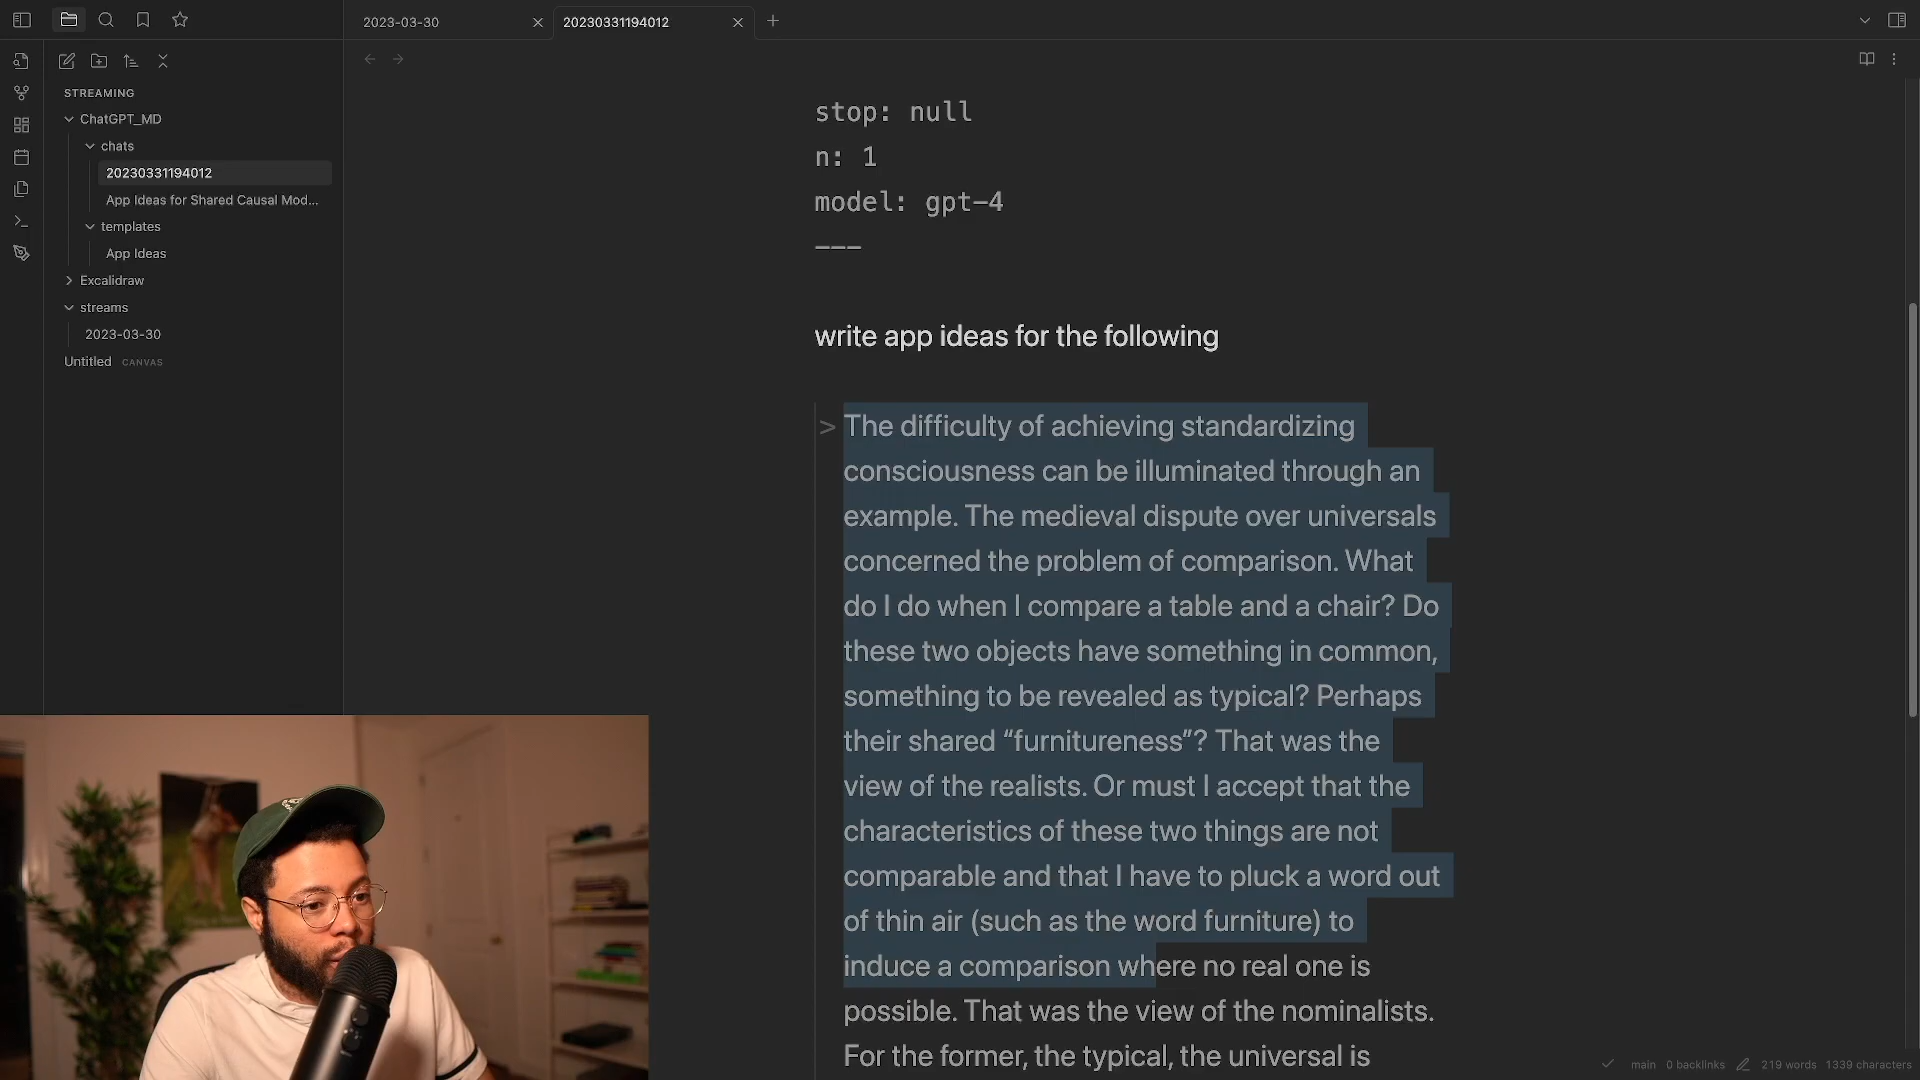 2023-03-30
20230331194012
STREAMING
ChatGPT_MD
chats
20230331194012
App Ideas for Shared Causal Mod...
templates
App Ideas
Excalidraw
streams
2023-03-30
Untitled CANVAS
stop: null
n: 1
model: gpt-4
---
write app ideas for the following
> The difficulty of achieving standardizing
consciousness can be illuminated through an
example. The medieval dispute over universals
concerned the problem of comparison. What
do I do when I compare a table and a chair? Do
these two objects have something in common,
something to be revealed as typical? Perhaps
their shared “furnitureness”? That was the
view of the realists. Or must I accept that the
characteristics of these two things are not
comparable and that I have to pluck a word out
of thin air (such as the word furniture) to
induce a comparison where no real one is
possible. That was the view of the nominalists.
For the former, the typical, the universal is
main 0 backlinks 219 words 1339 characters